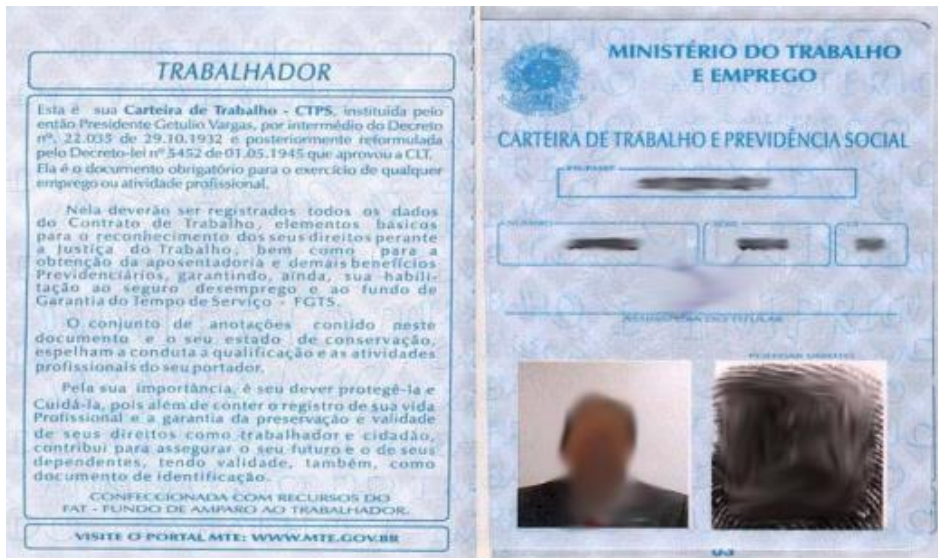 TRABALHADOR
Esta é sua Carteira de Trabalho - CTPS, instituída pelo
então Presidente Getulio Vargas, por intermédio do Decreto
nº. 22.035 de 29.10.1932 e posteriormente reformulada
pelo Decreto-lei nº 5452 de 01.05.1945 que aprovou a CLT.
Ela é o documento obrigatório para o exercício de qualquer
emprego ou atividade profissional.
Nela deverão ser registrados todos os dados
do Contrato de Trabalho, elementos básicos
para o reconhecimento dos seus direitos perante
a Justiça do Trabalho, bem como para a
obtenção da aposentadoria e demais benefícios
Previdenciários, garantindo, ainda, sua habili-
tação ao seguro desemprego e ao fundo de
Garantia do Tempo de Serviço - FGTS.
O conjunto de anotações contido neste
documento e o seu estado de conservação,
espelham a conduta a qualificação e as atividades
profissionais do seu portador.
Pela sua importância, é seu dever protegê-la e
Cuidá-la, pois além de conter o registro de sua vida
Profissional e a garantia da preservação e validade
de seus direitos como trabalhador e cidadão,
contribui para assegurar o seu futuro e o de seus
dependentes, tendo validade, também, como
documento de identificação.
CONFECCIONADA COM RECURSOS DO
FAT - FUNDO DE AMPARO AO TRABALHADOR.
VISITE O PORTAL MTE: WWW.MTE.GOV.BR
MINISTÉRIO DO TRABALHO
E EMPREGO
CARTEIRA DE TRABALHO E PREVIDÊNCIA SOCIAL
ASSINATURA DO TITULAR
POLEGAR DIREITO